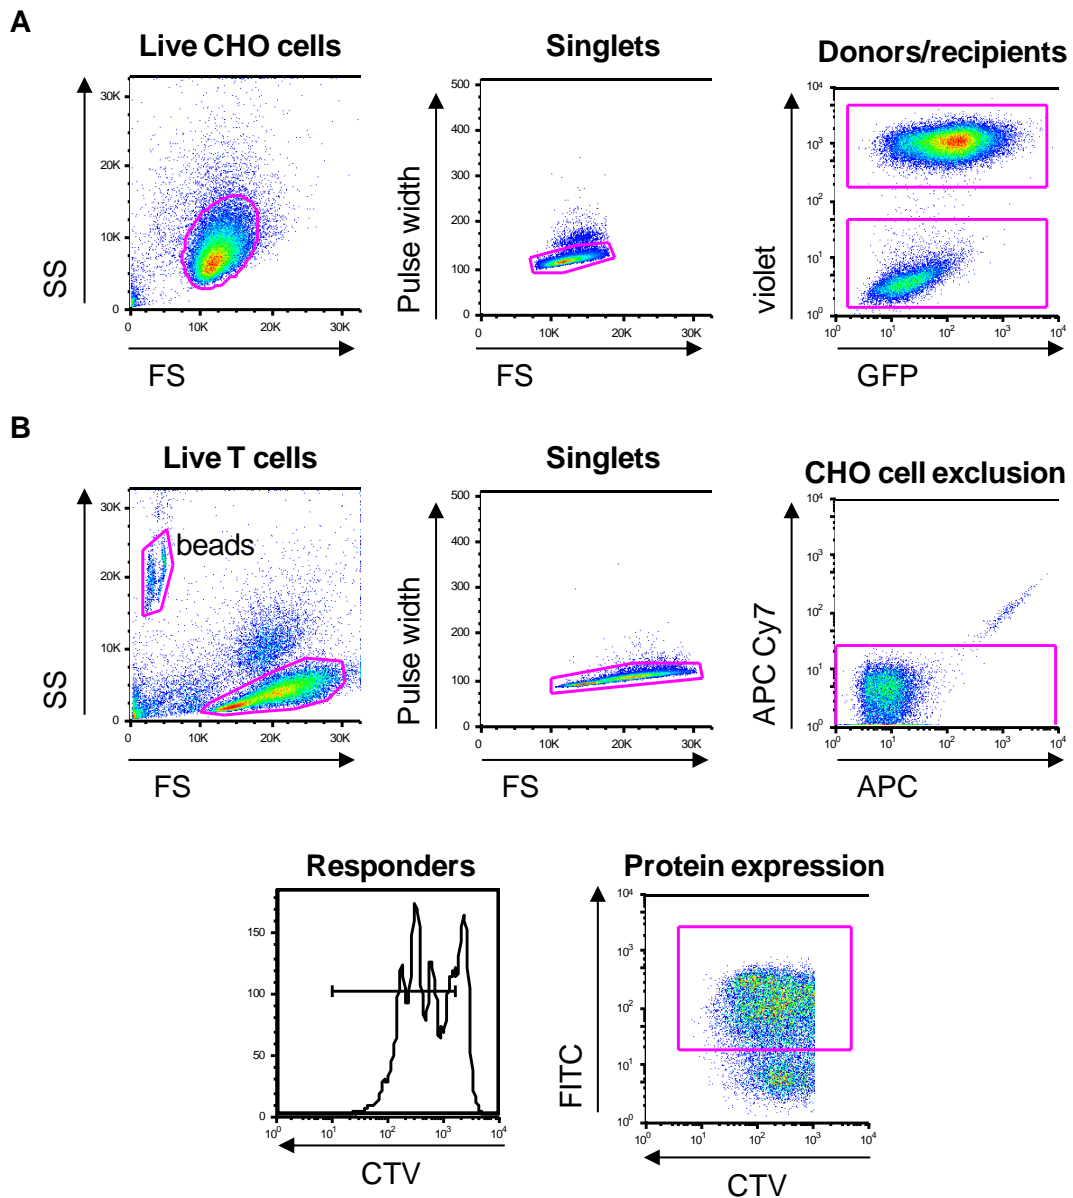 A
Live CHO cells
Singlets
Donors/recipients
30K
20K
10K
0
SS
0
10K
20K
30K
FS
500
400
300
200
100
0
Pulse width
0
10K
20K
30K
FS
10⁴
10³
10²
10¹
10⁰
violet
10⁰
10¹
10²
10³
10⁴
GFP
B
Live T cells
Singlets
CHO cell exclusion
30K
20K
10K
0
SS
beads
0
10K
20K
30K
FS
500
400
300
200
100
0
Pulse width
0
10K
20K
30K
FS
10⁴
10³
10²
10¹
10⁰
APC Cy7
10⁰
10¹
10²
10³
10⁴
APC
Responders
Protein expression
150
100
50
0
10⁰
10¹
10²
10³
10⁴
CTV
10⁴
10³
10²
10¹
10⁰
FITC
10⁰
10¹
10²
10³
10⁴
CTV